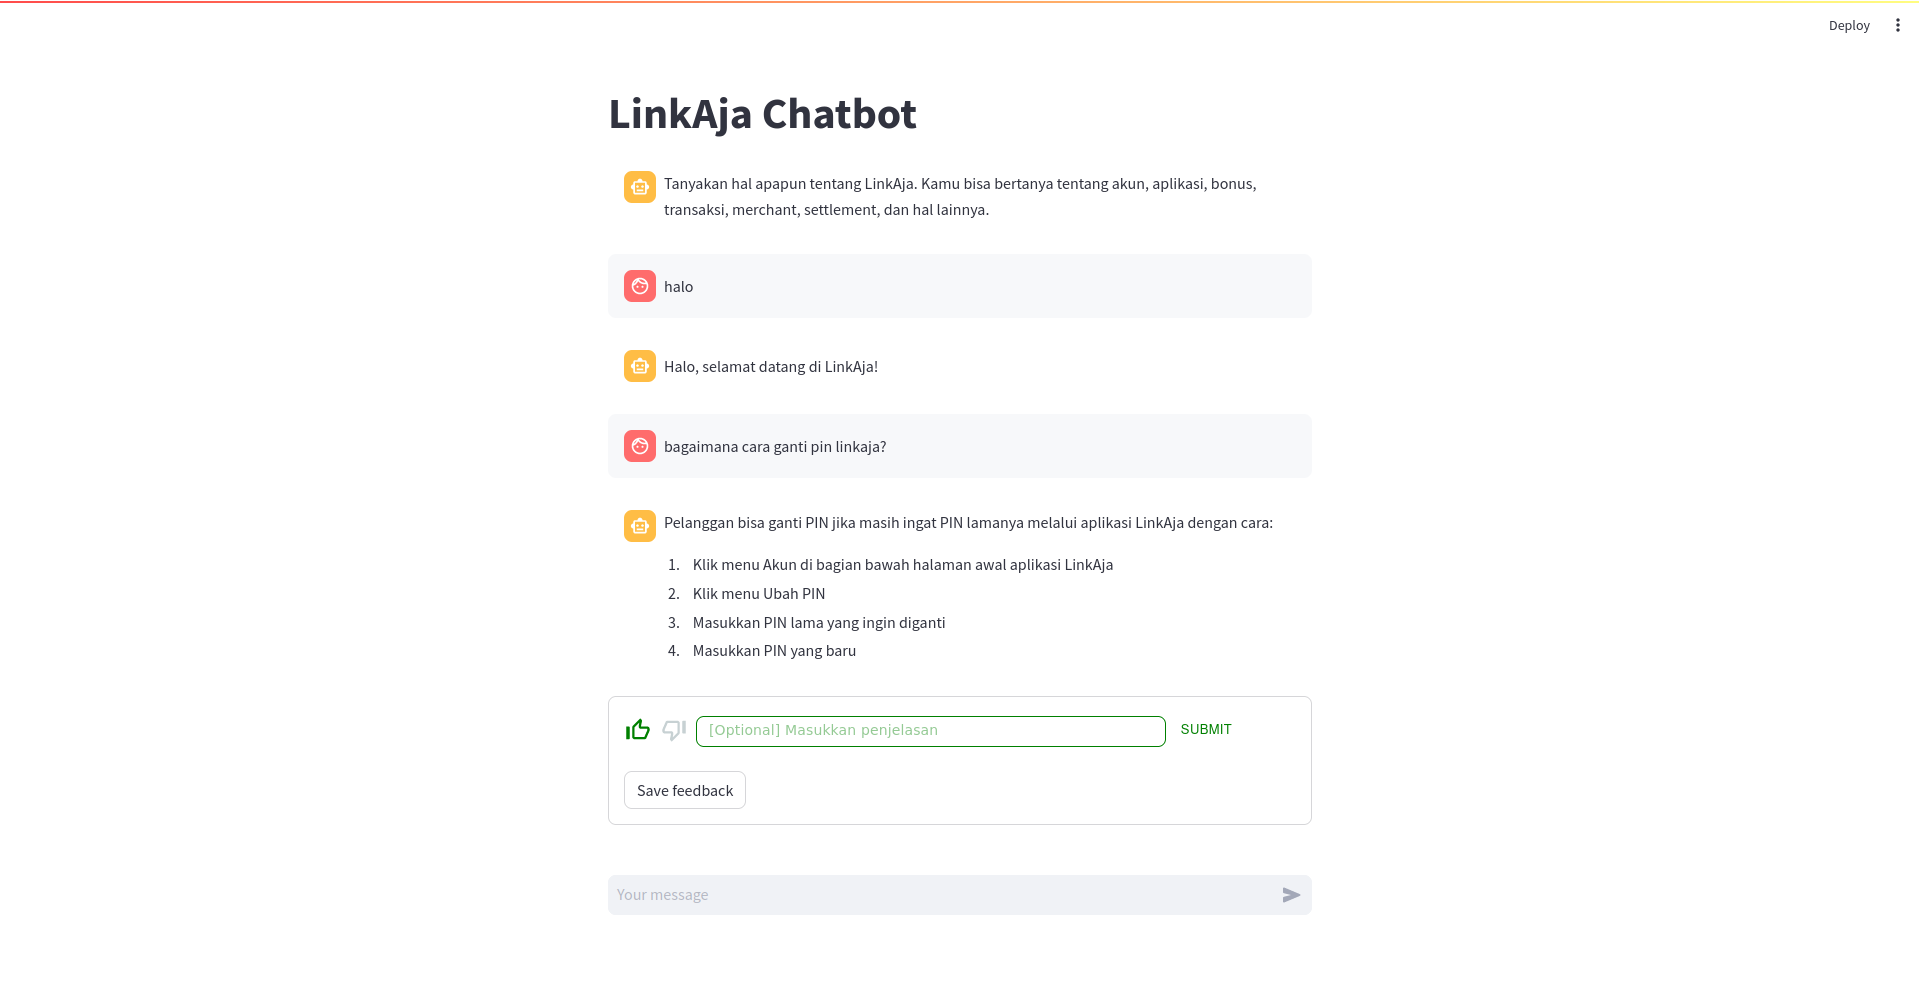 Deploy
LinkAja Chatbot
Tanyakan hal apapun tentang LinkAja. Kamu bisa bertanya tentang akun, aplikasi, bonus,
transaksi, merchant, settlement, dan hal lainnya.
halo
Halo, selamat datang di LinkAja!
bagaimana cara ganti pin linkaja?
Pelanggan bisa ganti PIN jika masih ingat PIN lamanya melalui aplikasi LinkAja dengan cara:
1. Klik menu Akun di bagian bawah halaman awal aplikasi LinkAja
2. Klik menu Ubah PIN
3. Masukkan PIN lama yang ingin diganti
4. Masukkan PIN yang baru
[Optional] Masukkan penjelasan SUBMIT
Save feedback
Your message